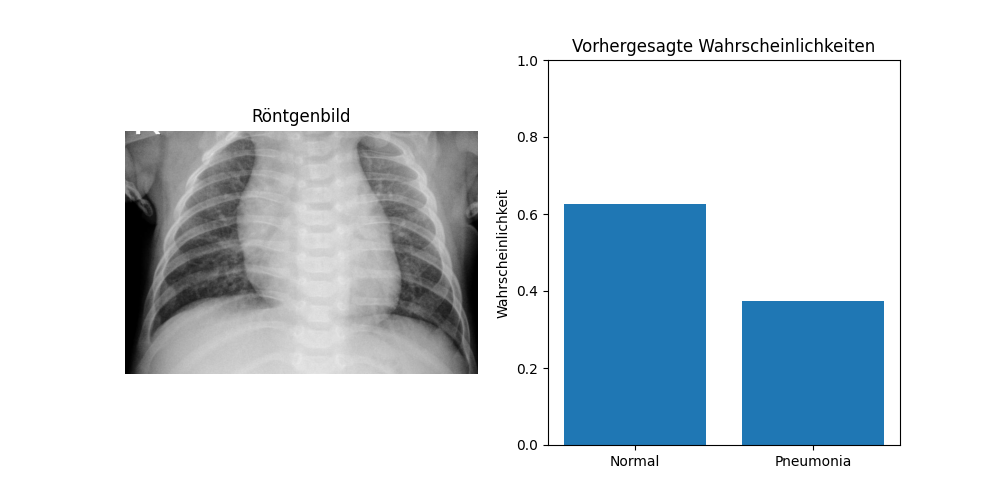 Röntgenbild
R
Vorhergesagte Wahrscheinlichkeiten
Wahrscheinlichkeit
1.0
0.8
0.6
0.4
0.2
0.0
Normal
Pneumonia